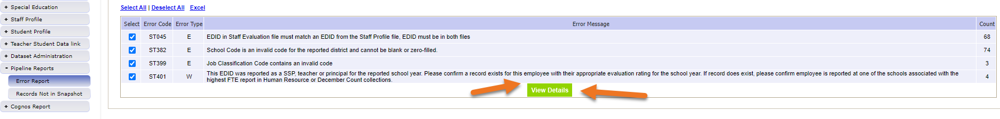 + Special Education
+ Staff Profile
+ Student Profile
+ Teacher Student Data link
+ Dataset Administration
- Pipeline Reports
Error Report
Records Not in Snapshot
+ Cognos Report
Select All | Deselect All Excel
Select Error Code Error Type Error Message Count
ST045 E EDID in Staff Evaluation file must match an EDID from the Staff Profile file, EDID must be in both files 68
ST382 E School Code is an invalid code for the reported district and cannot be blank or zero-filled. 74
ST399 E Job Classification Code contains an invalid code 3
ST401 W This EDID was reported as a SSP, teacher or principal for the reported school year. Please confirm a record exists for this employee with their appropriate evaluation rating for the school year. If record does exist, please confirm employee is reported at one of the schools associated with the 4
highest FTE report in Human Resource or December Count collections.
View Details